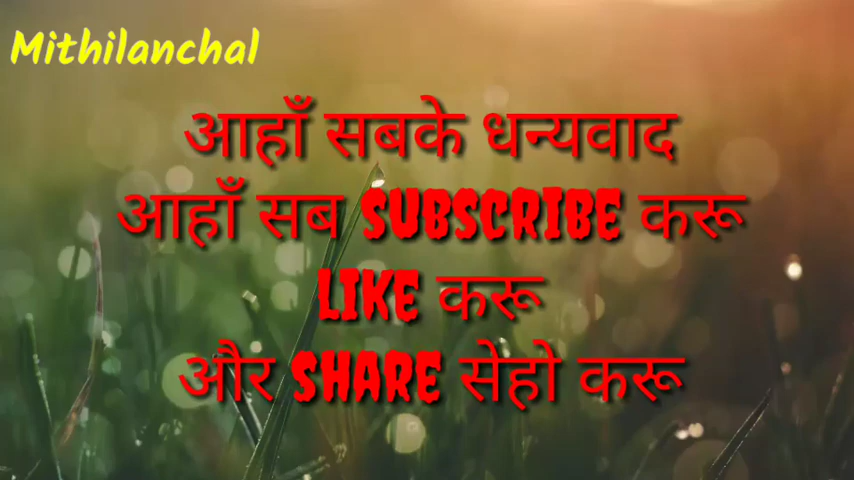 Mithilanchal
आहाँ सबके धन्यवाद
आहाँ सब SUBSCRIBE करू
LIKE करू
और SHARE सेहो करू